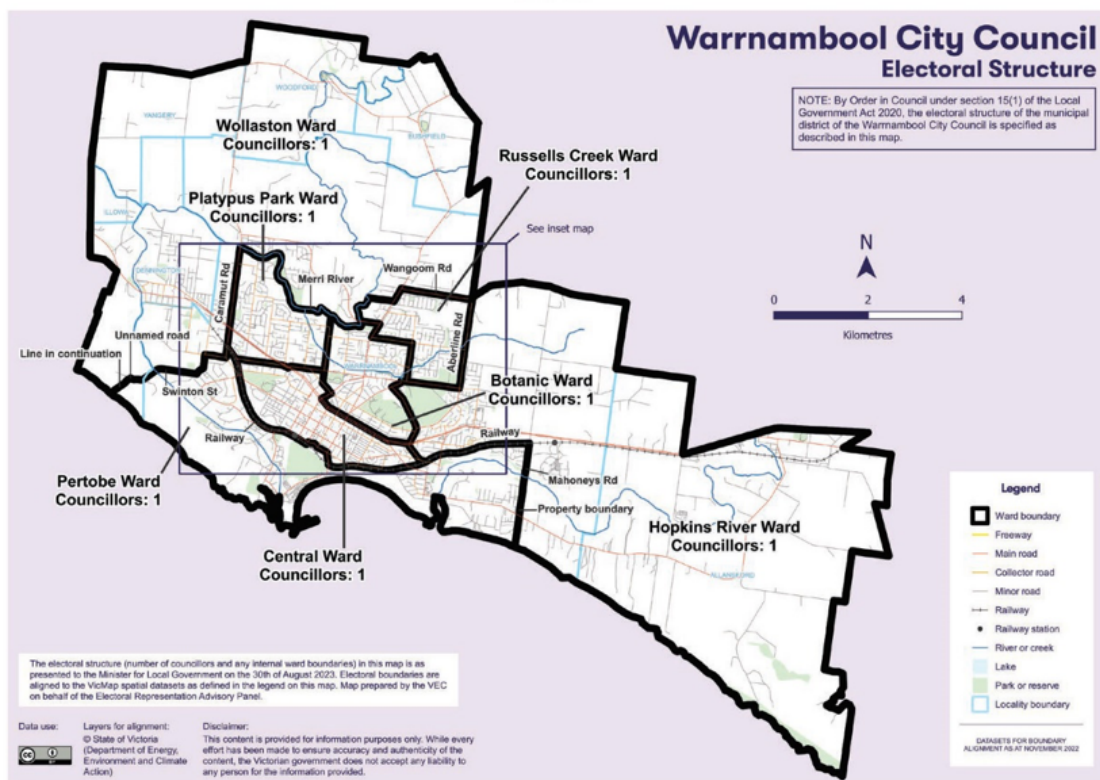 Warrnambool City Council
Electoral Structure
NOTE: By Order in Council under section 15(1) of the Local
Government Act 2020, the electoral structure of the municipal
district of the Warrnambool City Council is specified as
described in this map.
WOODFORD
YANGERY
BUSHFIELD
Wollaston Ward
Councillors: 1
Russells Creek Ward
Councillors: 1
Platypus Park Ward
Councillors: 1
ILLOWA
See inset map
N
DENNINGTON
Caramut Rd
Merri River
Wangoom Rd
0 2 4
Kilometres
Unnamed road
Aberline Rd
Line in continuation
WARRNAMBOOL
Swinton St
Botanic Ward
Councillors: 1
Railway
Railway
Pertobe Ward
Councillors: 1
Mahoneys Rd
Property boundary
Hopkins River Ward
Councillors: 1
Central Ward
Councillors: 1
ALLANSFORD
Legend
Ward boundary
Freeway
Main road
Collector road
Minor road
Railway
Railway station
River or creek
Lake
Park or reserve
Locality boundary
DATASETS FOR BOUNDARY
ALIGNMENT AS AT NOVEMBER 2022
The electoral structure (number of councillors and any internal ward boundaries) in this map is as
presented to the Minister for Local Government on the 30th of August 2023. Electoral boundaries are
aligned to the VicMap spatial datasets as defined in the legend on this map. Map prepared by the VEC
on behalf of the Electoral Representation Advisory Panel.
Data use:
cc
BY
Layers for alignment:
© State of Victoria
(Department of Energy,
Environment and Climate
Action)
Disclaimer:
This content is provided for information purposes only. While every
effort has been made to ensure accuracy and authenticity of the
content, the Victorian government does not accept any liability to
any person for the information provided.